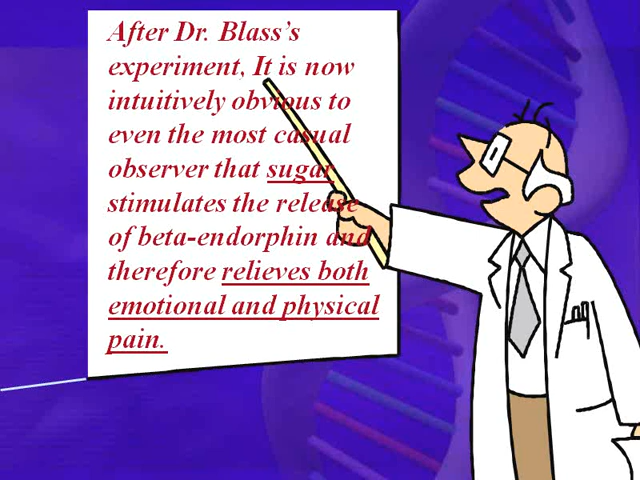 After Dr. Blass's
experiment, It is now
intuitively obvious to
even the most casual
observer that sugar
stimulates the release
of beta-endorphin and
therefore relieves both
emotional and physical
pain.